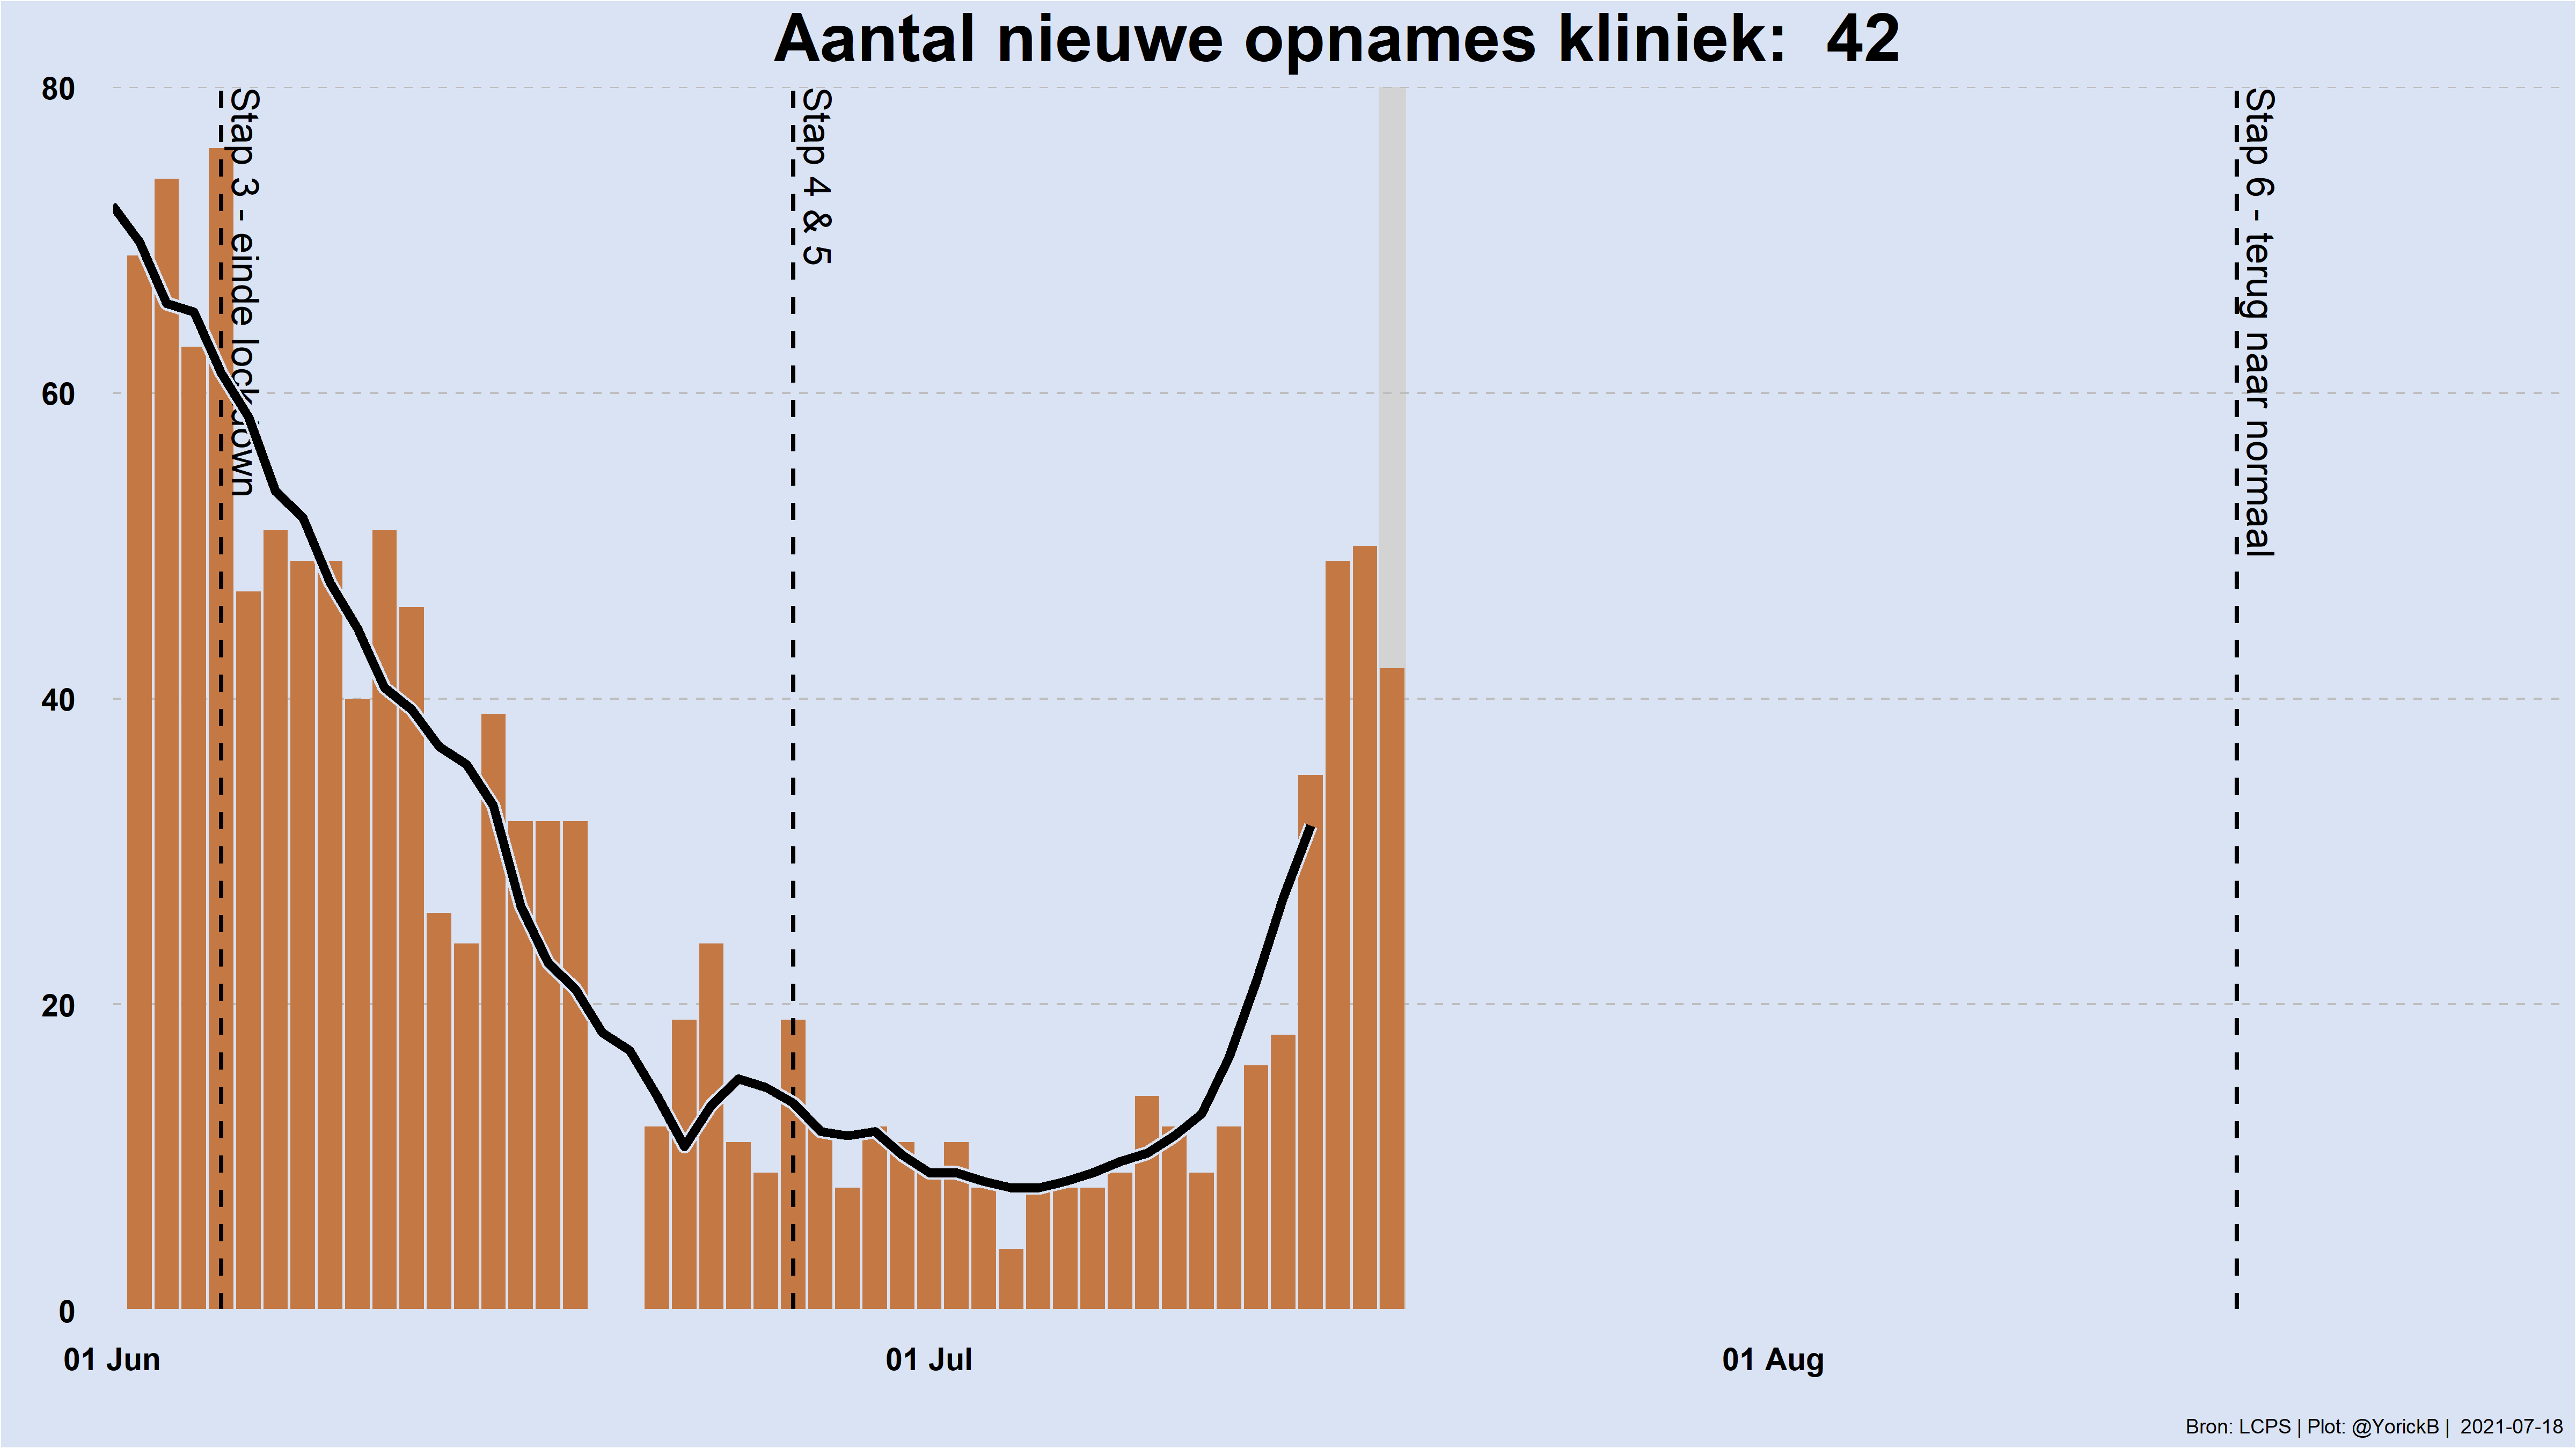 Aantal nieuwe opnames kliniek:  42
80
60
40
20
0
Stap 3 - einde lockdown
Stap 4 & 5
Stap 6 - terug naar normaal
01 Jun
01 Jul
01 Aug
Bron: LCPS | Plot: @YorickB |  2021-07-18